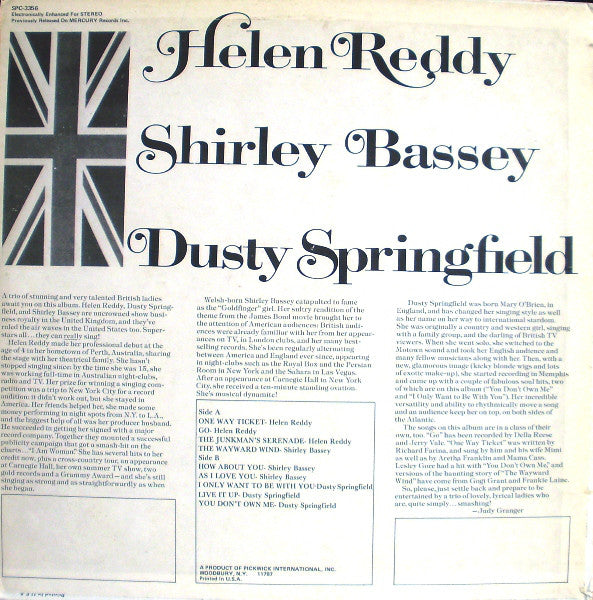 SPC-3356
Electronically Enhanced For STEREO
Previously Released On MERCURY Records Inc.
Helen Reddy
Shirley Bassey
Dusty Springfield
A trio of stunning and very talented British ladies
await you on this album. Helen Reddy, Dusty Spring-
field, and Shirley Bassey are uncrowned show busi-
ness royalty in the United Kingdom, and they've
ruled the air waves in the United States too. Super-
stars all... they can really sing!
Helen Reddy made her professional debut at the
age of 4 in her hometown of Perth, Australia, sharing
the stage with her theatrical family. She hasn't
stopped singing since; by the time she was 18, she
was working full-time in Australian night-clubs,
radio and TV. Her prize for winning a singing com-
petition was a trip to New York City for a record
audition: it didn't work out, but she stayed in
America. Her friends helped her, she made some
money performing in night spots from N.Y. to L.A.,
and the biggest help of all was her producer husband.
He succeeded in getting her signed with a major
record company. Together they mounted a successful
publicity campaign that got a smash-hit on the
charts..."I Am Woman" She has several hits to her
credit now, plus a cross-country tour, an appearance
at Carnegie Hall, her own summer TV show, two
gold records and a Grammy Award — and she's still
singing as strong and as straightforwardly as when
she began.
Welsh-born Shirley Bassey catapulted to fame
as the "Goldfinger" girl. Her sultry rendition of the
theme from the James Bond movie brought her to
the attention of American audiences: British audi-
ences were already familiar with her from her appear-
ances on TV, in London clubs, and her many best-
selling records. She's been regularly alternating
between America and England ever since, appearing
in night-clubs such as the Royal Box and the Persian
Room in New York and the Sahara in Las Vegas.
After an appearance at Carnegie Hall in New York
City, she received a ten-minute standing ovation.
She's musical dynamite!
Side A
ONE WAY TICKET- Helen Reddy
GO- Helen Reddy
THE JUNKMAN'S SERENADE- Helen Reddy
THE WAYWARD WIND- Shirley Bassey
Side B
HOW ABOUT YOU- Shirley Bassey
AS I LOVE YOU- Shirley Bassey
I ONLY WANT TO BE WITH YOU-Dusty Springfield
LIVE IT UP- Dusty Springfield
YOU DON'T OWN ME- Dusty Springfield
A PRODUCT OF PICKWICK INTERNATIONAL, INC.
WOODBURY, N.Y. 11797
Printed in U.S.A.
Dusty Springfield was born Mary O'Brien, in
England, and has changed her singing style as well
as her name on her way to international stardom.
She was originally a country and western girl, singing
with a family group, and the darling of British TV
viewers. When she went solo, she switched to the
Motown sound and took her English audience and
many fellow musicians along with her. Then, with a
new, glamorous image (kicky blonde wigs and lots
of exotic make-up), she started recording in Memphis
and came up with a couple of fabulous soul hits, two
of which are on this album ("You Don't Own Me"
and "I Only Want to Be With You"). Her incredible
versatility and ability to rhythmically move a song
and an audience keep her on top, on both sides of
the Atlantic.
The songs on this album are in a class of their
own, too. "Go" has been recorded by Della Reese
and Jerry Vale. "One Way Ticket" was written by
Richard Farina, and sung by him and his wife Mimi
as well as by Aretha Franklin and Mama Cass.
Lesley Gore had a hit with "You Don't Own Me," and
versions of the haunting story of "The Wayward
Wind" have come from Gogi Grant and Frankie Laine.
So, please, just settle back and prepare to be
entertained by a trio of lovely, lyrical ladies who
are, quite simply... smashing!
—Judy Granger